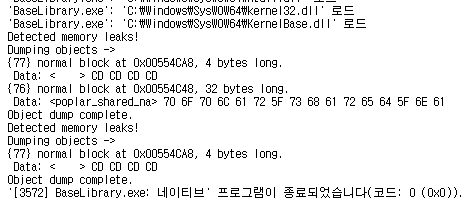 'BaseLibrary.exe': 'C:₩Windows₩SysWOW64₩kernel32.dll' 로드
'BaseLibrary.exe': 'C:₩Windows₩SysWOW64₩KernelBase.dll' 로드
Detected memory leaks!
Dumping objects ->
{77} normal block at 0x00554CA8, 4 bytes long.
 Data: <    > CD CD CD CD
{76} normal block at 0x00554C48, 32 bytes long.
 Data: <poplar_shared_na> 70 6F 70 6C 61 72 5F 73 68 61 72 65 64 5F 6E 61
Object dump complete.
Detected memory leaks!
Dumping objects ->
{77} normal block at 0x00554CA8, 4 bytes long.
 Data: <    > CD CD CD CD
Object dump complete.
'[3572] BaseLibrary.exe: 네이티브' 프로그램이 종료되었습니다(코드: 0 (0x0)).